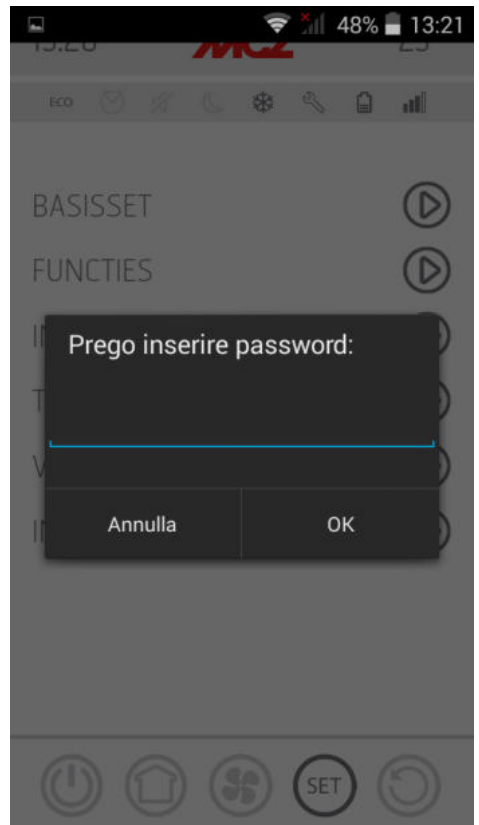 48% 13:21
MCZ
ECO
BASISSET
FUNCTIES
Prego inserire password:
Annulla OK
SET